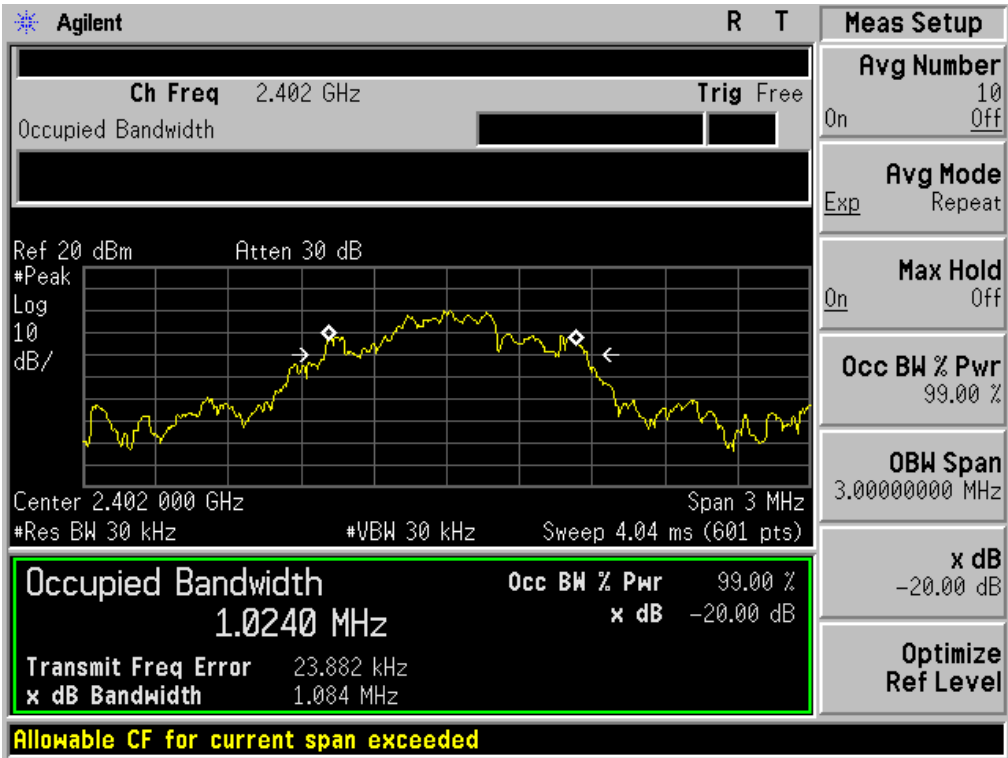 Agilent R T
Ch Freq 2.402 GHz Trig Free
Occupied Bandwidth
Ref 20 dBm Atten 30 dB
#Peak
Log
10
dB/
Center 2.402 000 GHz Span 3 MHz
#Res BW 30 kHz #VBW 30 kHz Sweep 4.04 ms (601 pts)
Occupied Bandwidth Occ BW % Pwr 99.00 %
1.0240 MHz x dB -20.00 dB
Transmit Freq Error 23.882 kHz
x dB Bandwidth 1.084 MHz
Allowable CF for current span exceeded
Meas Setup
Avg Number
10
On Off
Avg Mode
Exp Repeat
Max Hold
On Off
Occ BW % Pwr
99.00 %
OBW Span
3.00000000 MHz
x dB
-20.00 dB
Optimize
Ref Level